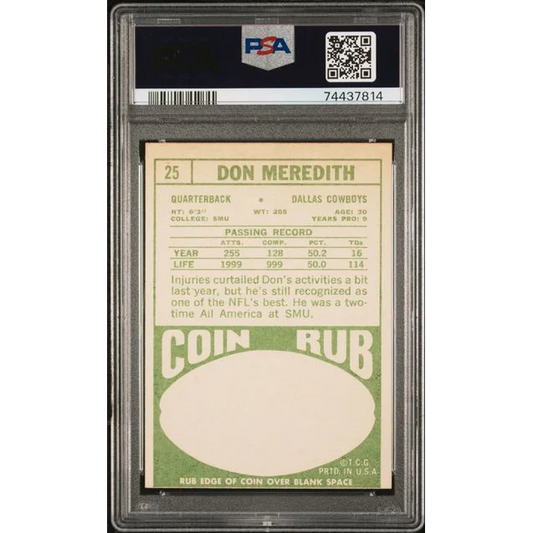 PSA
74437814
25 DON MEREDITH
QUARTERBACK * DALLAS COWBOYS
HT: 6'3" WT: 205 AGE: 30
COLLEGE: SMU YEARS PRO: 9
PASSING RECORD
ATTS. COMP. PCT. TDs
YEAR 255 128 50.2 16
LIFE 1999 999 50.0 114
Injuries curtailed Don's activities a bit
last year, but he's still recognized as
one of the NFL's best. He was a two-
time All America at SMU.
COIN RUB
©T.C.G.
PRTD. IN U.S.A
RUB EDGE OF COIN OVER BLANK SPACE